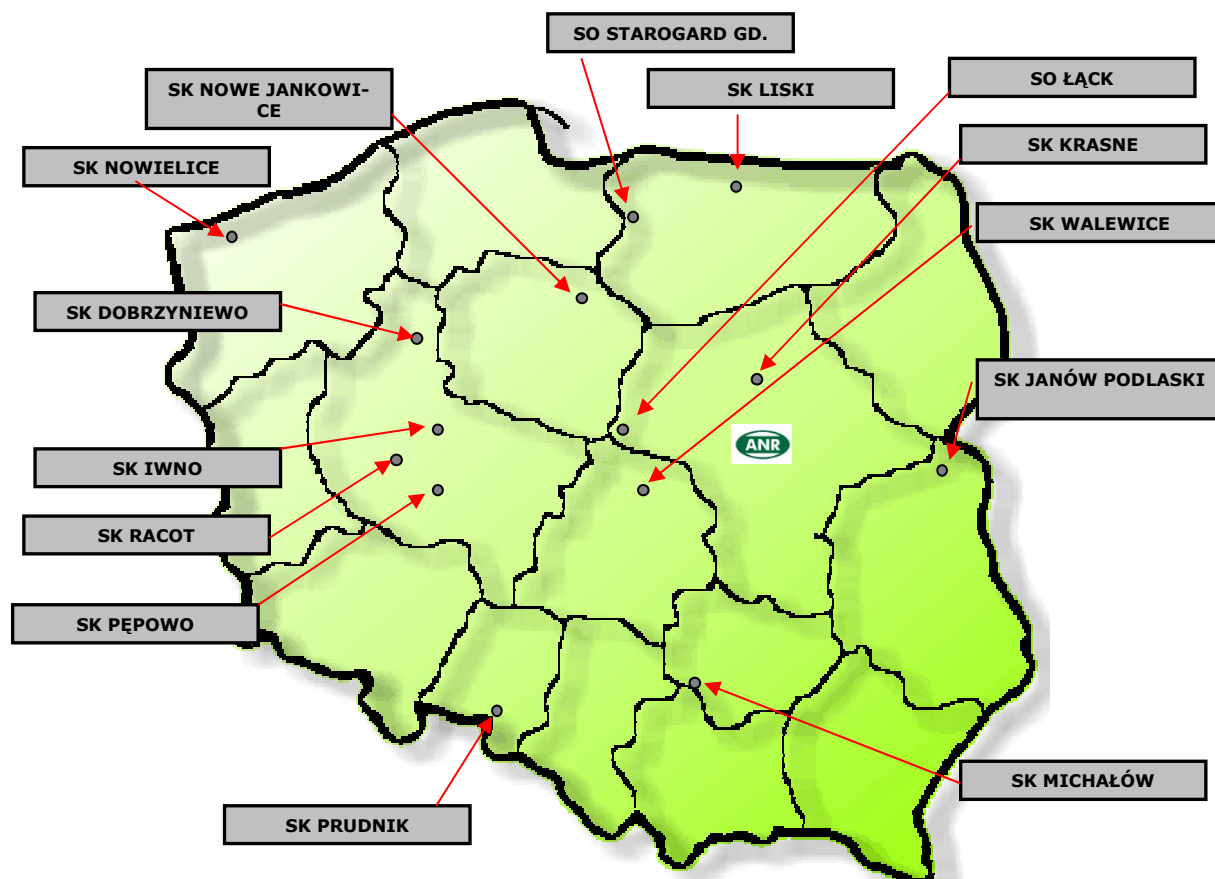 SO STAROGARD GD.
SK NOWE JANKOWI-
CE
SK LISKI
SO ŁĄCK
SK KRASNE
SK NOWIELICE
SK WALEWICE
SK DOBRZYNIEWO
SK JANÓW PODLASKI
ANR
SK IWNO
SK RACOT
SK PĘPOWO
SK MICHAŁÓW
SK PRUDNIK